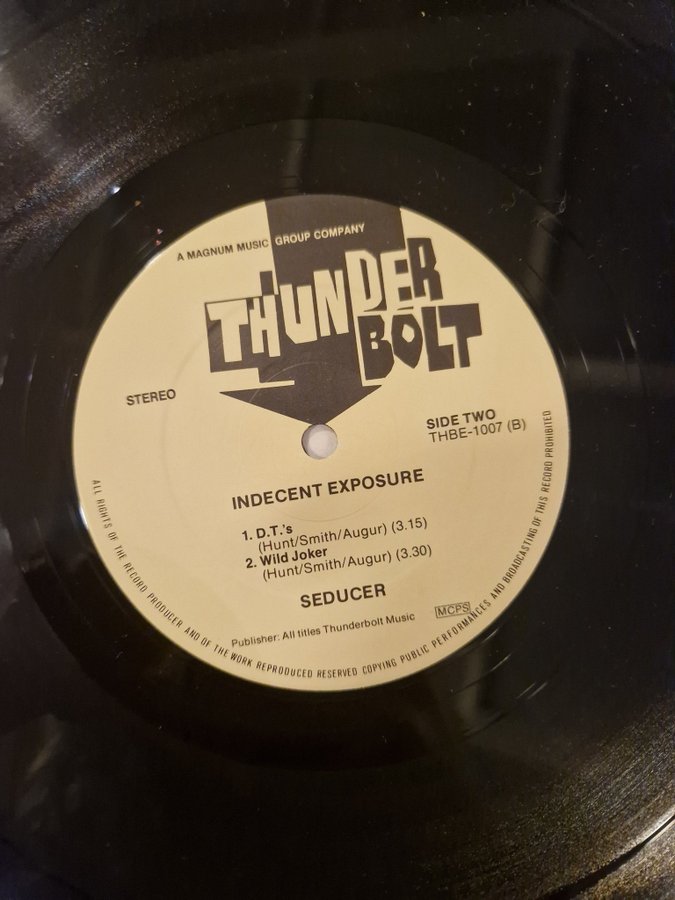 A MAGNUM MUSIC GROUP COMPANY
THUNDER
BOLT
STEREO
SIDE TWO
THBE-1007 (B)
INDECENT EXPOSURE
1. D.T.'s
(Hunt/Smith/Augur) (3.15)
2. Wild Joker
(Hunt/Smith/Augur) (3.30)
SEDUCER
Publisher: All titles Thunderbolt Music
MCPS
ALL RIGHTS OF THE RECORD PRODUCER AND OF THE WORK REPRODUCED RESERVED COPYING PUBLIC PERFORMANCES AND BROADCASTING OF THIS RECORD PROHIBITED